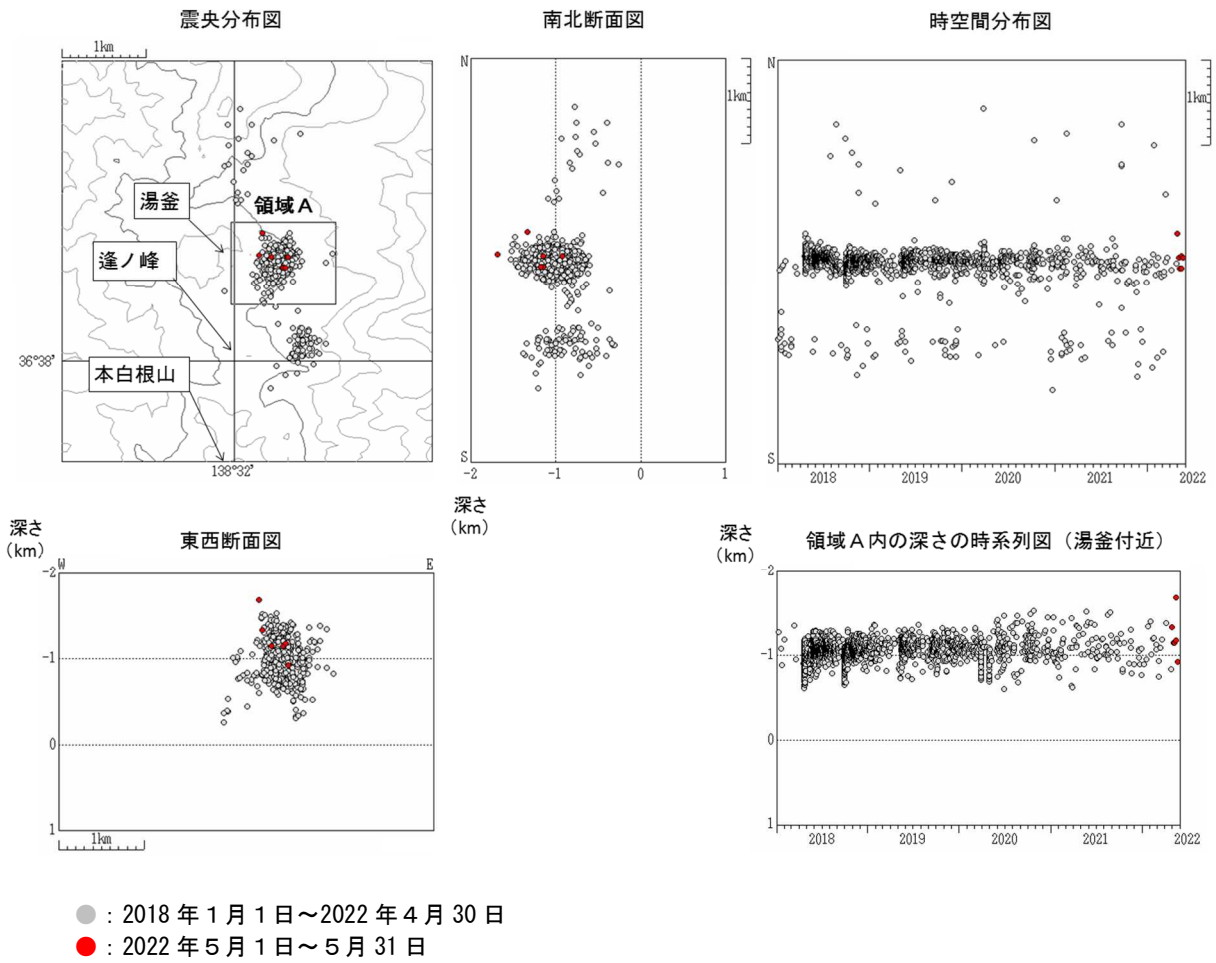 震央分布図
1km
湯釜
領域A
逢ノ峰
36°38'
本白根山
138°32'
南北断面図
N
1km
S
-2
-1
0
1
深さ
(km)
時空間分布図
N
1km
S
2018
2019
2020
2021
2022
深さ
(km)
東西断面図
W
E
-2
-1
0
1
1km
深さ
(km)
領域A内の深さの時系列図(湯釜付近)
-2
-1
0
1
2018
2019
2020
2021
2022
●:2018年1月1日~2022年4月30日
●:2022年5月1日~5月31日